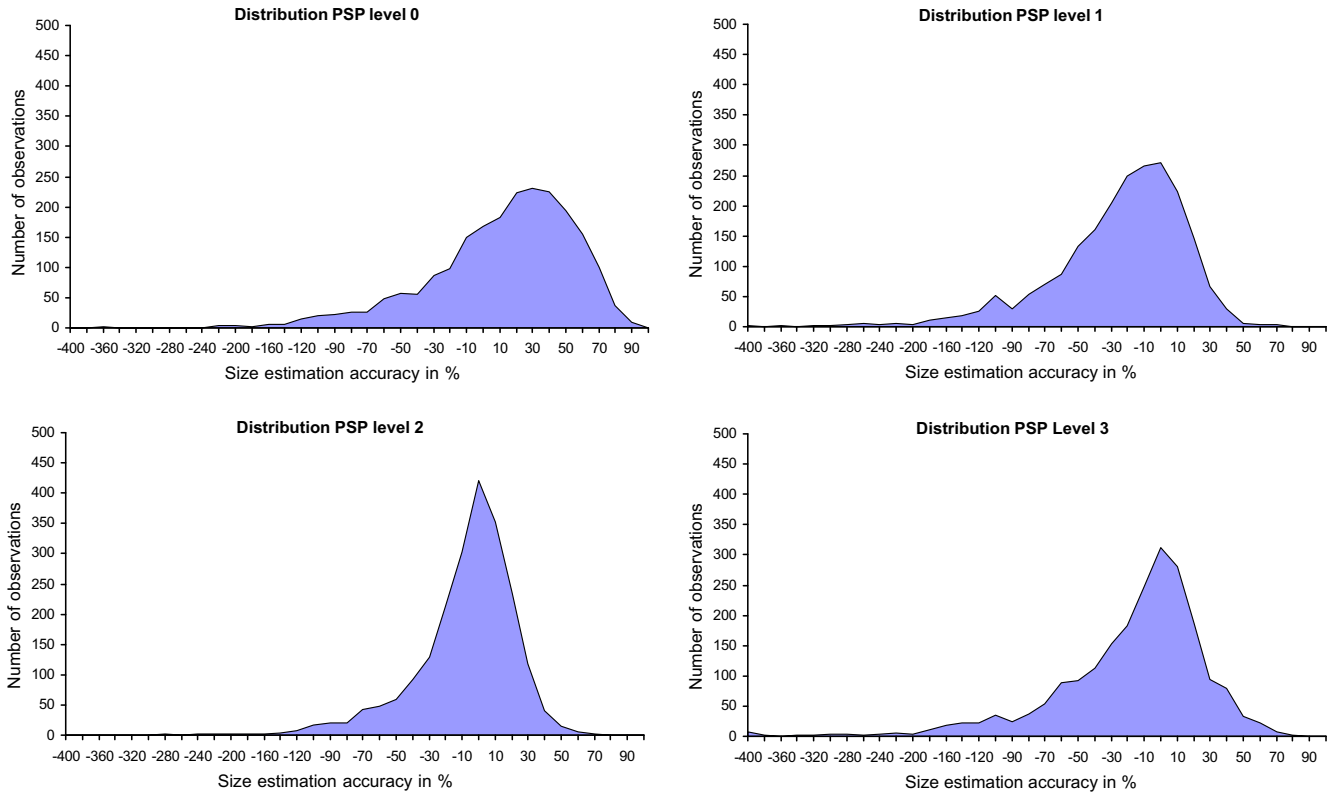 Distribution PSP level 0
500
450
400
350
300
250
200
150
100
50
0
Number of observations
-400 -360 -320 -280 -240 -200 -160 -120 -90 -70 -50 -30 -10 10 30 50 70 90
Size estimation accuracy in %
Distribution PSP level 1
500
450
400
350
300
250
200
150
100
50
0
Number of observations
-400 -360 -320 -280 -240 -200 -160 -120 -90 -70 -50 -30 -10 10 30 50 70 90
Size estimation accuracy in %
Distribution PSP level 2
500
450
400
350
300
250
200
150
100
50
0
Number of observations
-400 -360 -320 -280 -240 -200 -160 -120 -90 -70 -50 -30 -10 10 30 50 70 90
Size estimation accuracy in %
Distribution PSP Level 3
500
450
400
350
300
250
200
150
100
50
0
Number of observations
-400 -360 -320 -280 -240 -200 -160 -120 -90 -70 -50 -30 -10 10 30 50 70 90
Size estimation accuracy in %